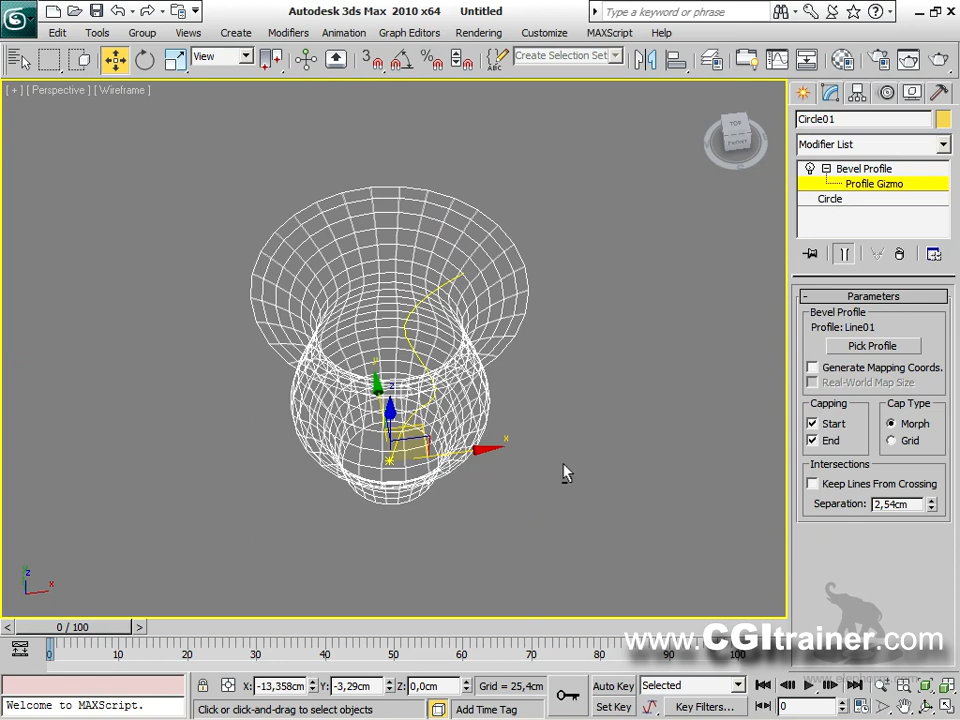 Autodesk 3ds Max 2010 x64 Untitled
Type a keyword or phrase
Edit Tools Group Views Create Modifiers Animation Graph Editors Rendering Customize MAXScript Help
View
3
Create Selection Set
ABC
[ + ] [ Perspective ] [ Wireframe ]
TOP
Circle01
Modifier List
Bevel Profile
Profile Gizmo
Circle
Parameters
Bevel Profile
Profile: Line01
Pick Profile
Generate Mapping Coords.
Real-World Map Size
Capping
Cap Type
Start
Morph
End
Grid
Intersections
Keep Lines From Crossing
Separation: 2,54cm
y
z
x
z
x
0 / 100
0 10 20 30 40 50 60 70 80 90 100
www.CGItrainer.com
X: -13,358cm Y: -3,29cm Z: 0,0cm Grid = 25,4cm
Auto Key Selected
Welcome to MAXScript.
Click or click-and-drag to select objects
Add Time Tag
Set Key
Key Filters...
0